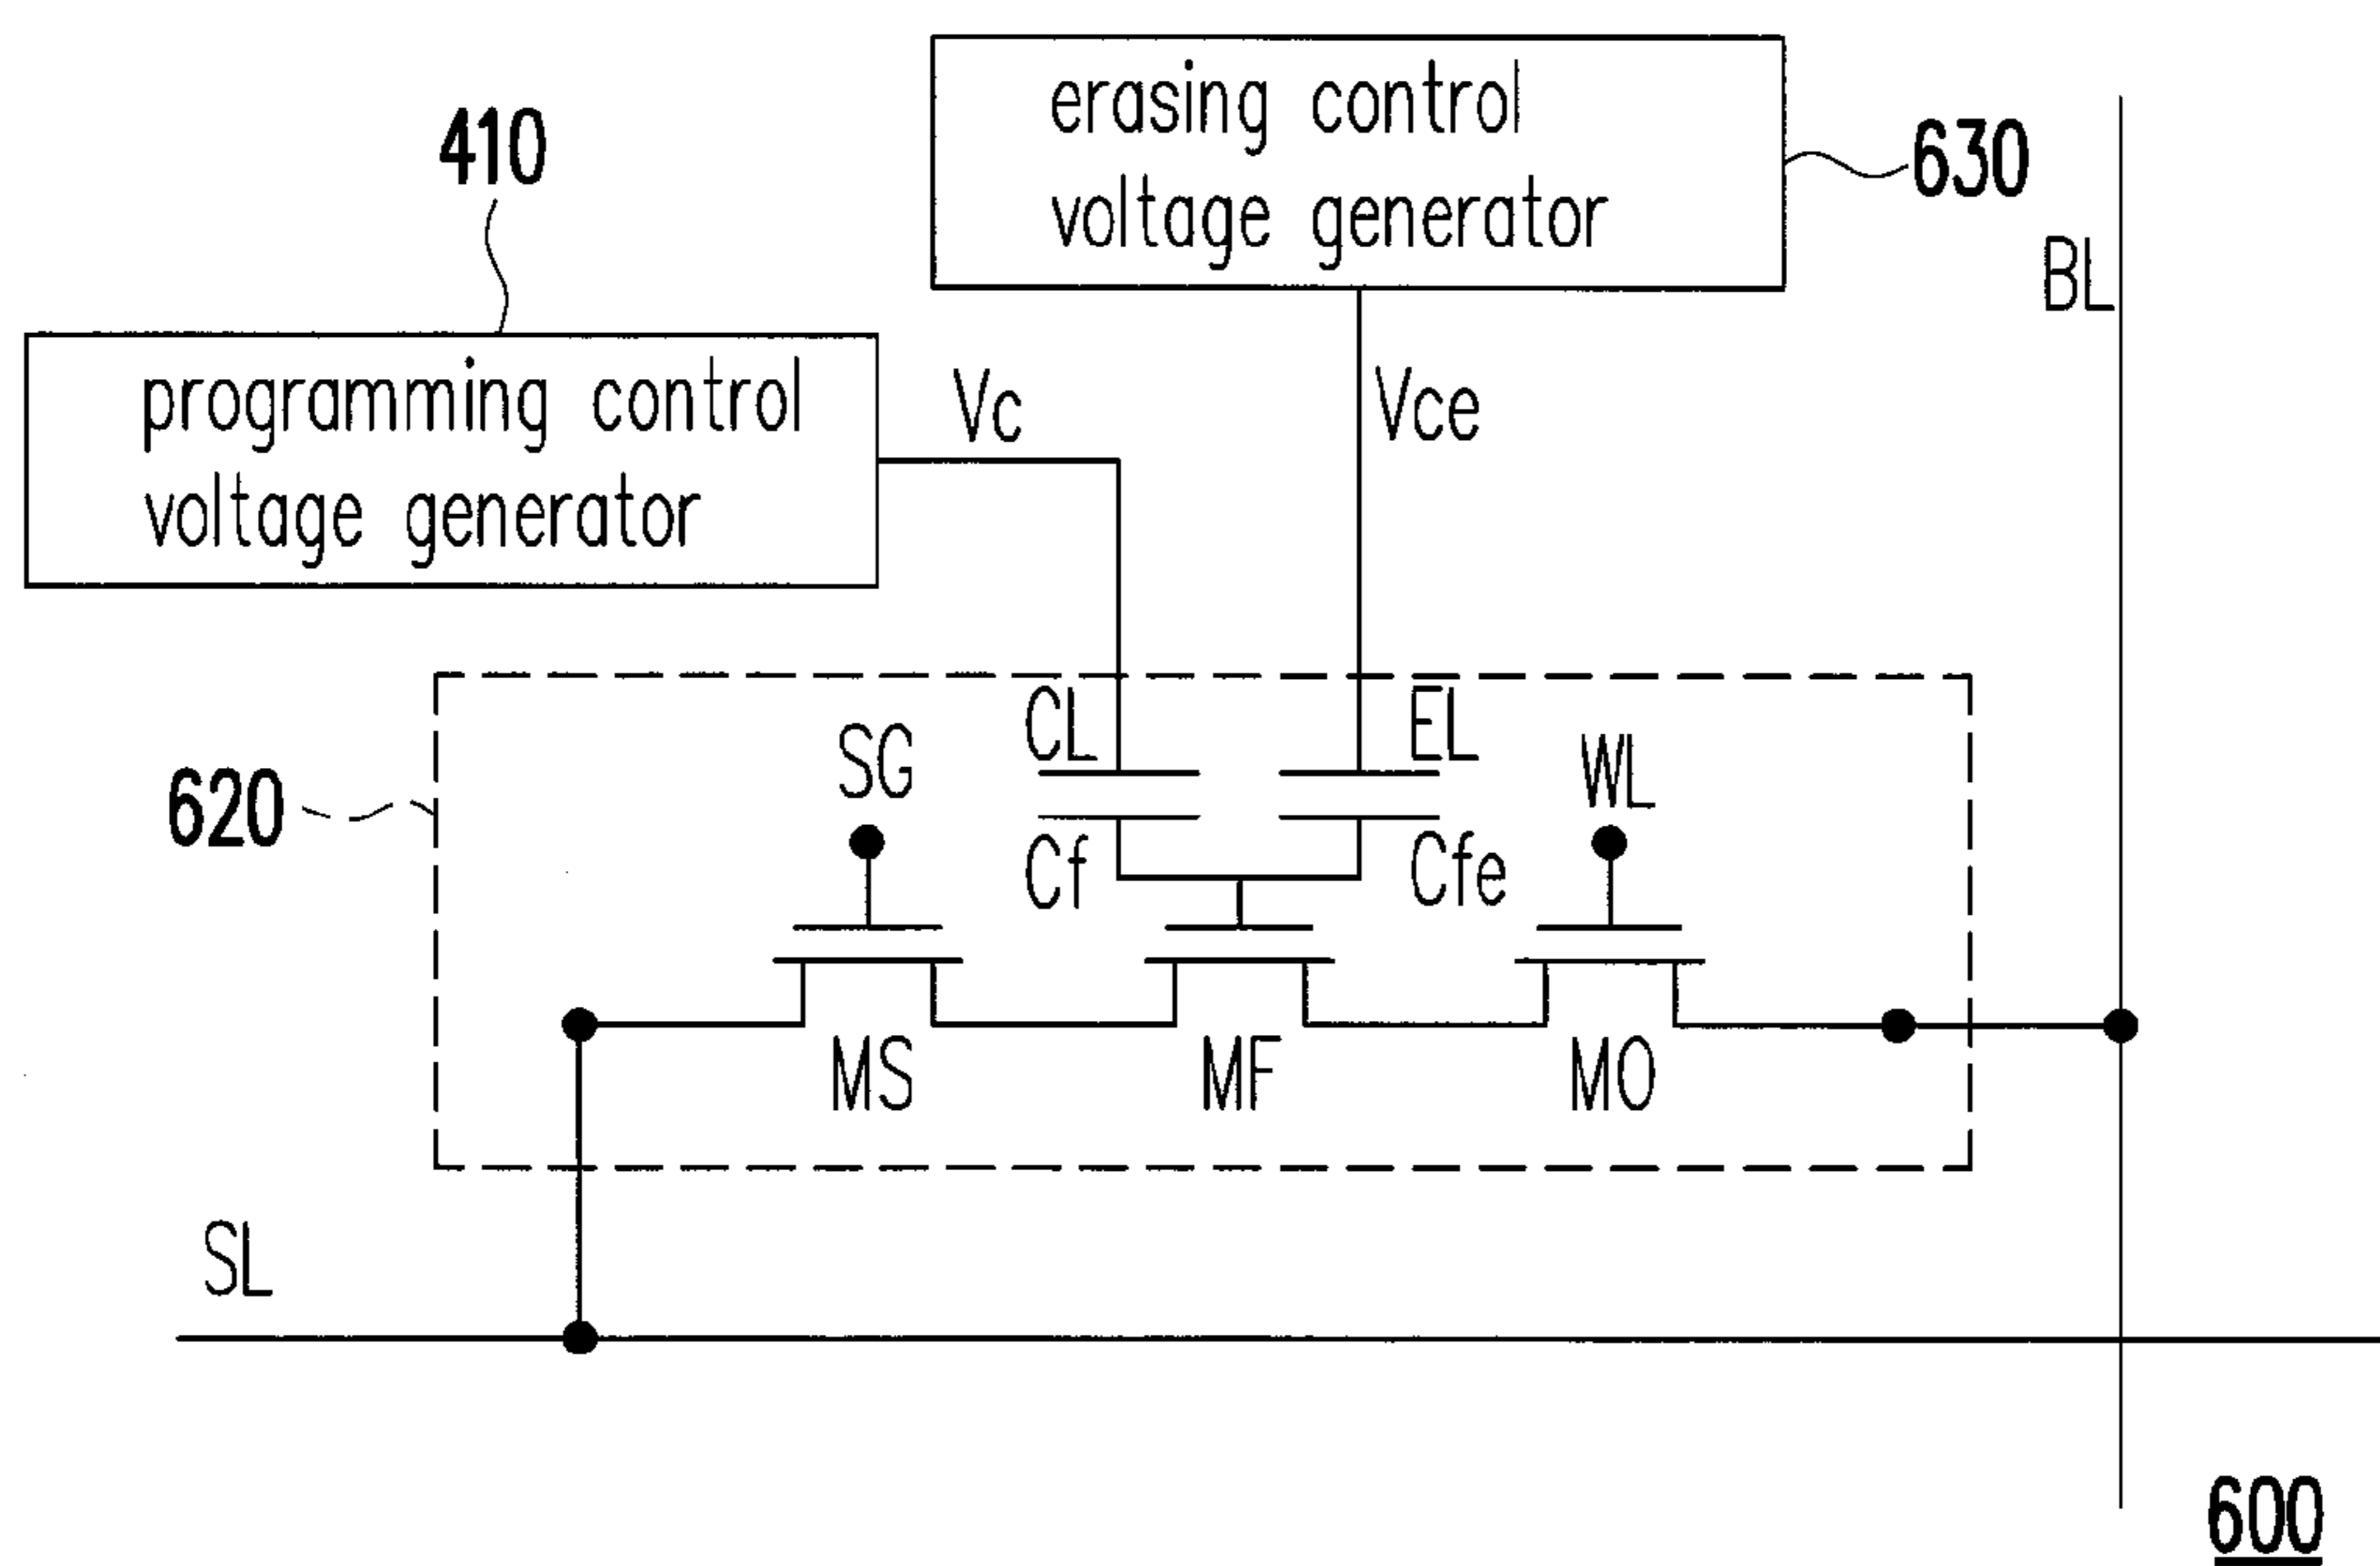 erasing control
voltage generator
630
410
BL
programming control
voltage generator
Vc
Vce
CL
EL
SG
WL
620
Cf
Cfe
MS
MF
MO
SL
600